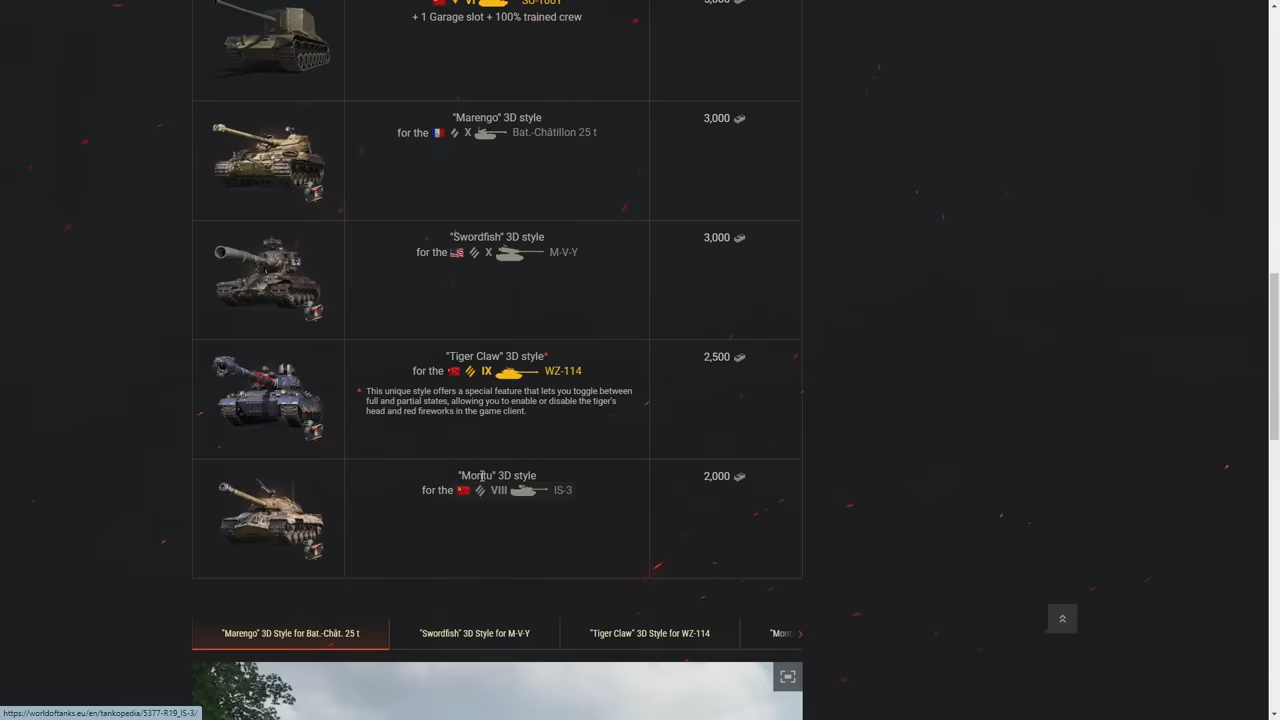 + 1 Garage slot + 100% trained crew
"Marengo" 3D style
for the X Bat.-Châtillon 25 t
3,000
"Swordfish" 3D style
for the X M-V-Y
3,000
"Tiger Claw" 3D style*
for the IX WZ-114
2,500
* This unique style offers a special feature that lets you toggle between
full and partial states, allowing you to enable or disable the tiger's
head and red fireworks in the game client.
"Montu" 3D style
for the VIII IS-3
2,000
"Marengo" 3D Style for Bat.-Chât. 25 t
"Swordfish" 3D Style for M-V-Y
"Tiger Claw" 3D Style for WZ-114
https://worldoftanks.eu/en/tankopedia/5377-R19_IS-3/